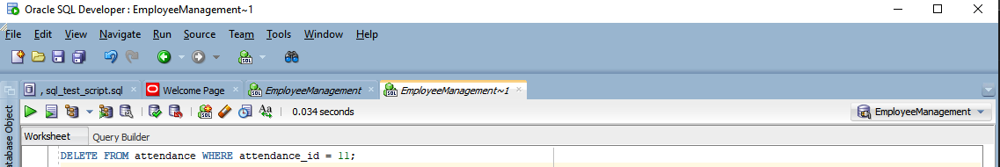 Oracle SQL Developer : EmployeeManagement~1
File Edit View Navigate Run Source Team Tools Window Help
SQL
, sql_test_script.sql Welcome Page EmployeeManagement EmployeeManagement~1
0.034 seconds EmployeeManagement
Worksheet Query Builder
DELETE FROM attendance WHERE attendance_id = 11;
atabase Object